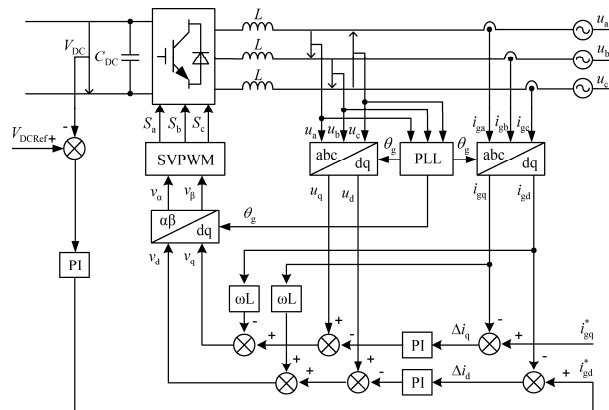 L
L
L
u_a
u_b
u_c
V_DC
C_DC
S_a S_b S_c
-
V_DCRef +
SVPWM
v_α v_β
αβ
dq
θ_g
v_d v_q
PI
u_a u_b u_c
abc
dq
θ_g
PLL
θ_g
i_ga i_gb i_gc
abc
dq
u_q u_d
i_gq i_gd
ωL
ωL
-
+
+
-
PI
Δi_q
-
+
i*_gq
+
+
+
+
-
PI
Δi_d
-
+
i*_gd